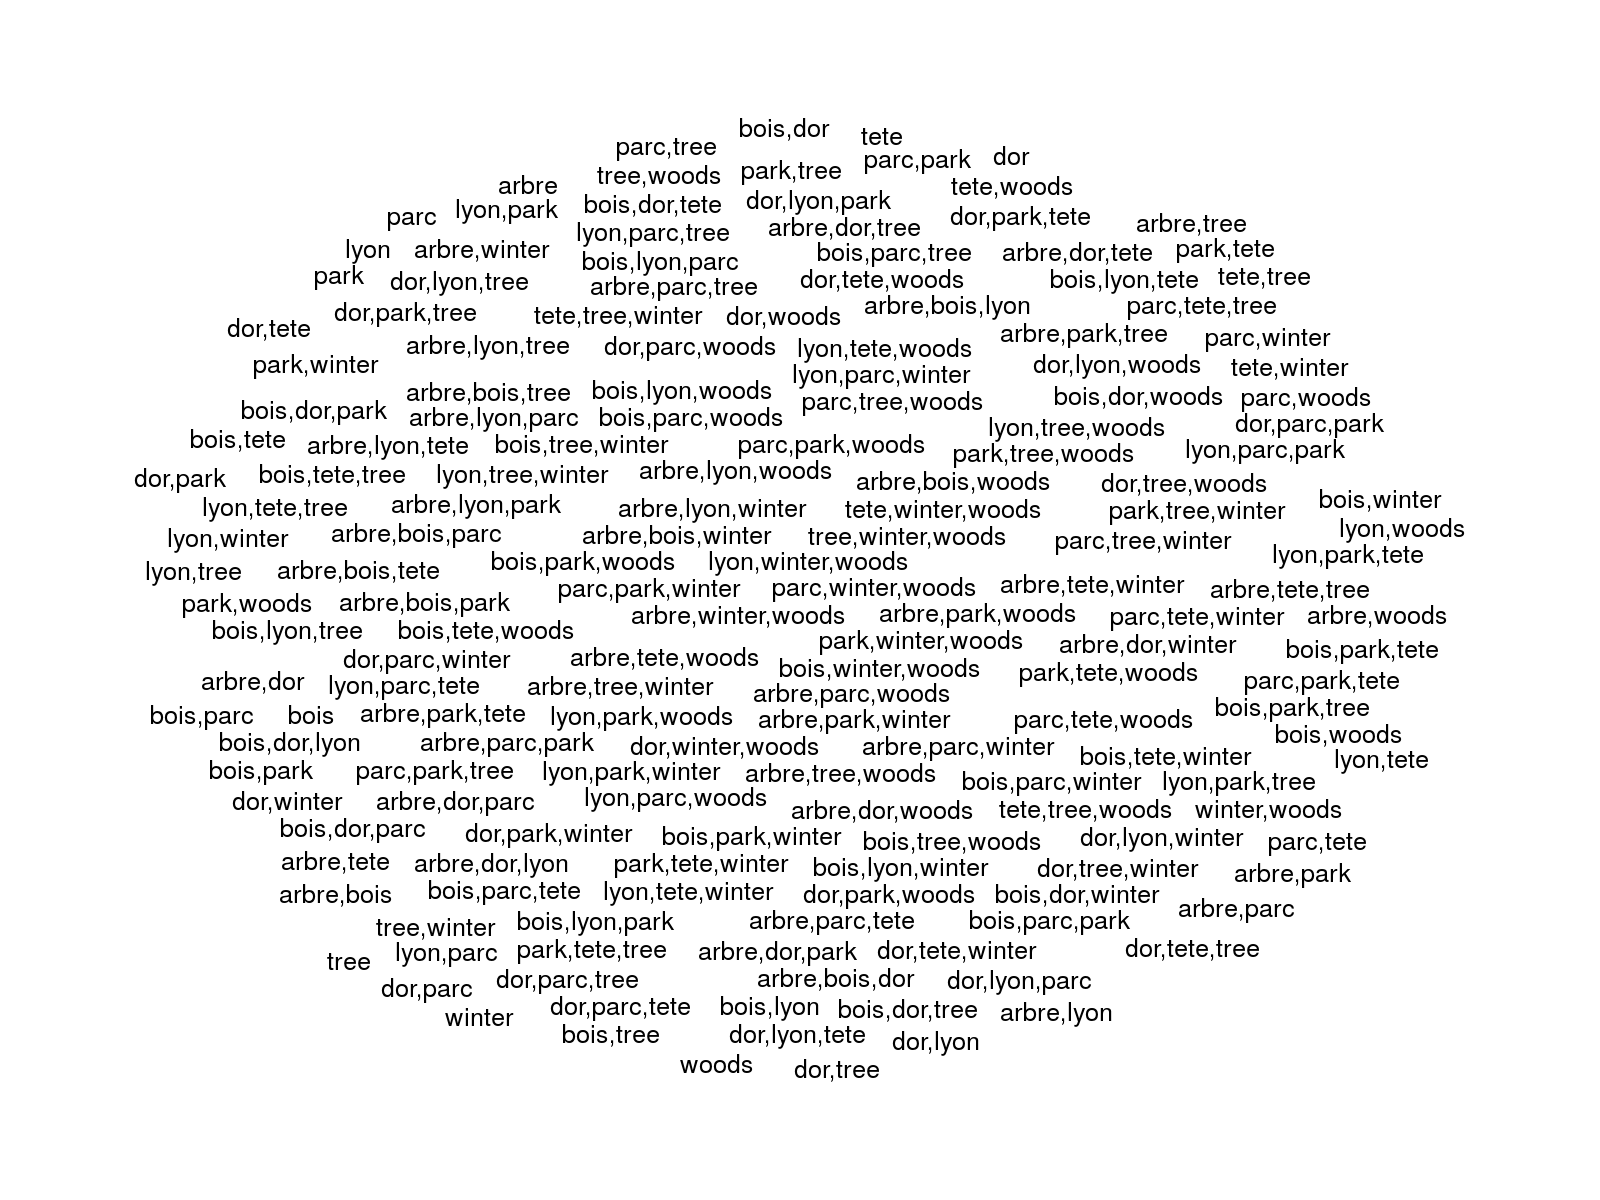 bois,dor tete
parc,tree parc,park dor
arbre tree,woods park,tree tete,woods
parc lyon,park bois,dor,tete dor,lyon,park dor,park,tete arbre,tree
lyon arbre,winter lyon,parc,tree arbre,dor,tree arbre,dor,tete park,tete
park dor,lyon,tree bois,lyon,parc bois,parc,tree bois,lyon,tete tete,tree
arbre,parc,tree dor,tete,woods
dor,tete dor,park,tree tete,tree,winter dor,woods arbre,bois,lyon parc,tete,tree
park,winter arbre,lyon,tree dor,parc,woods lyon,tete,woods arbre,park,tree parc,winter
lyon,parc,winter dor,lyon,woods tete,winter
bois,dor,park arbre,bois,tree bois,lyon,woods parc,tree,woods bois,dor,woods parc,woods
arbre,lyon,parc bois,parc,woods lyon,tree,woods dor,parc,park
bois,tete arbre,lyon,tete bois,tree,winter parc,park,woods park,tree,woods lyon,parc,park
dor,park bois,tete,tree lyon,tree,winter arbre,lyon,woods arbre,bois,woods dor,tree,woods
lyon,tete,tree arbre,lyon,park arbre,lyon,winter tete,winter,woods park,tree,winter bois,winter
lyon,winter arbre,bois,parc arbre,bois,winter tree,winter,woods parc,tree,winter lyon,woods
lyon,tree arbre,bois,tete bois,park,woods lyon,winter,woods lyon,park,tete
parc,park,winter parc,winter,woods arbre,tete,winter arbre,tete,tree
park,woods arbre,bois,park arbre,winter,woods arbre,park,woods parc,tete,winter arbre,woods
bois,lyon,tree bois,tete,woods park,winter,woods arbre,dor,winter bois,park,tete
dor,parc,winter arbre,tete,woods bois,winter,woods park,tete,woods
arbre,dor lyon,parc,tete arbre,tree,winter arbre,parc,woods parc,park,tete
bois,parc bois arbre,park,tete lyon,park,woods arbre,park,winter parc,tete,woods bois,park,tree
bois,dor,lyon arbre,parc,park dor,winter,woods arbre,parc,winter bois,tete,winter bois,woods
bois,park parc,park,tree lyon,park,winter arbre,tree,woods bois,parc,winter lyon,park,tree lyon,tete
dor,winter arbre,dor,parc lyon,parc,woods arbre,dor,woods tete,tree,woods winter,woods
bois,dor,parc dor,park,winter bois,park,winter bois,tree,woods dor,lyon,winter parc,tete
arbre,tete arbre,dor,lyon park,tete,winter bois,lyon,winter dor,tree,winter arbre,park
arbre,bois bois,parc,tete lyon,tete,winter dor,park,woods bois,dor,winter arbre,parc
tree,winter bois,lyon,park arbre,parc,tete bois,parc,park
tree lyon,parc park,tete,tree arbre,dor,park dor,tete,winter dor,tete,tree
dor,parc dor,parc,tree arbre,bois,dor dor,lyon,parc
winter dor,parc,tete bois,lyon bois,dor,tree arbre,lyon
bois,tree dor,lyon,tete dor,lyon
woods dor,tree